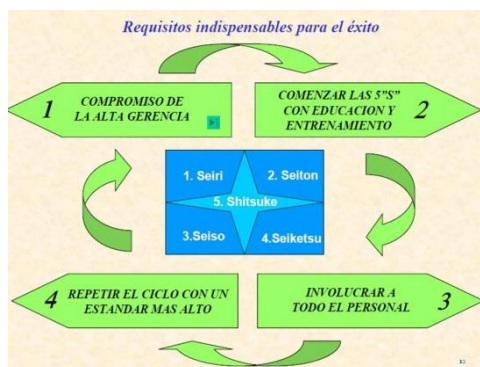 Requisitos indispensables para el éxito
1
COMPROMISO DE
LA ALTA GERENCIA
COMENZAR LAS 5"S"
CON EDUCACION Y
ENTRENAMIENTO
2
1. Seiri
2. Seiton
5. Shitsuke
3.Seiso
4.Seiketsu
4
REPETIR EL CICLO CON UN
ESTANDAR MAS ALTO
INVOLUCRAR A
TODO EL PERSONAL
3